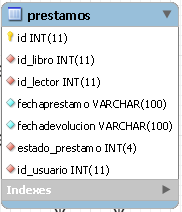 prestamos
id INT(11)
id_libro INT(11)
id_lector INT(11)
fechaprestamo VARCHAR(100)
fechadevolucion VARCHAR(100)
estado_prestamo INT(4)
id_usuario INT(11)
Indexes